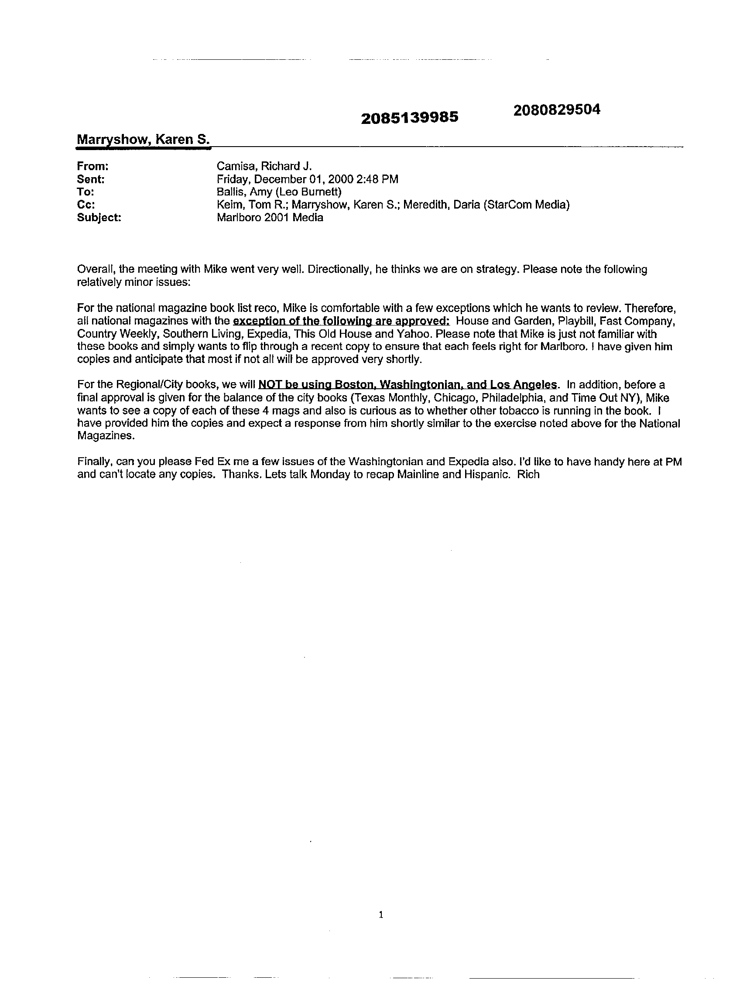 2085139985
2080829504
Marryshow, Karen S.
From: Camisa, Richard J.
Sent: Friday, December 01, 2000 2:48 PM
To: Ballis, Amy (Leo Burnett)
Cc: Keim, Tom R.; Marryshow, Karen S.; Meredith, Daria (StarCom Media)
Subject: Marlboro 2001 Media
Overall, the meeting with Mike went very well. Directionally, he thinks we are on strategy. Please note the following
relatively minor issues:
For the national magazine book list reco, Mike is comfortable with a few exceptions which he wants to review. Therefore,
all national magazines with the exception of the following are approved: House and Garden, Playbill, Fast Company,
Country Weekly, Southern Living, Expedia, This Old House and Yahoo. Please note that Mike is just not familiar with
these books and simply wants to flip through a recent copy to ensure that each feels right for Marlboro. I have given him
copies and anticipate that most if not all will be approved very shortly.
For the Regional/City books, we will NOT be using Boston, Washingtonian, and Los Angeles. In addition, before a
final approval is given for the balance of the city books (Texas Monthly, Chicago, Philadelphia, and Time Out NY), Mike
wants to see a copy of each of these 4 mags and also is curious as to whether other tobacco is running in the book. I
have provided him the copies and expect a response from him shortly similar to the exercise noted above for the National
Magazines.
Finally, can you please Fed Ex me a few issues of the Washingtonian and Expedia also. I'd like to have handy here at PM
and can't locate any copies. Thanks. Lets talk Monday to recap Mainline and Hispanic. Rich
1